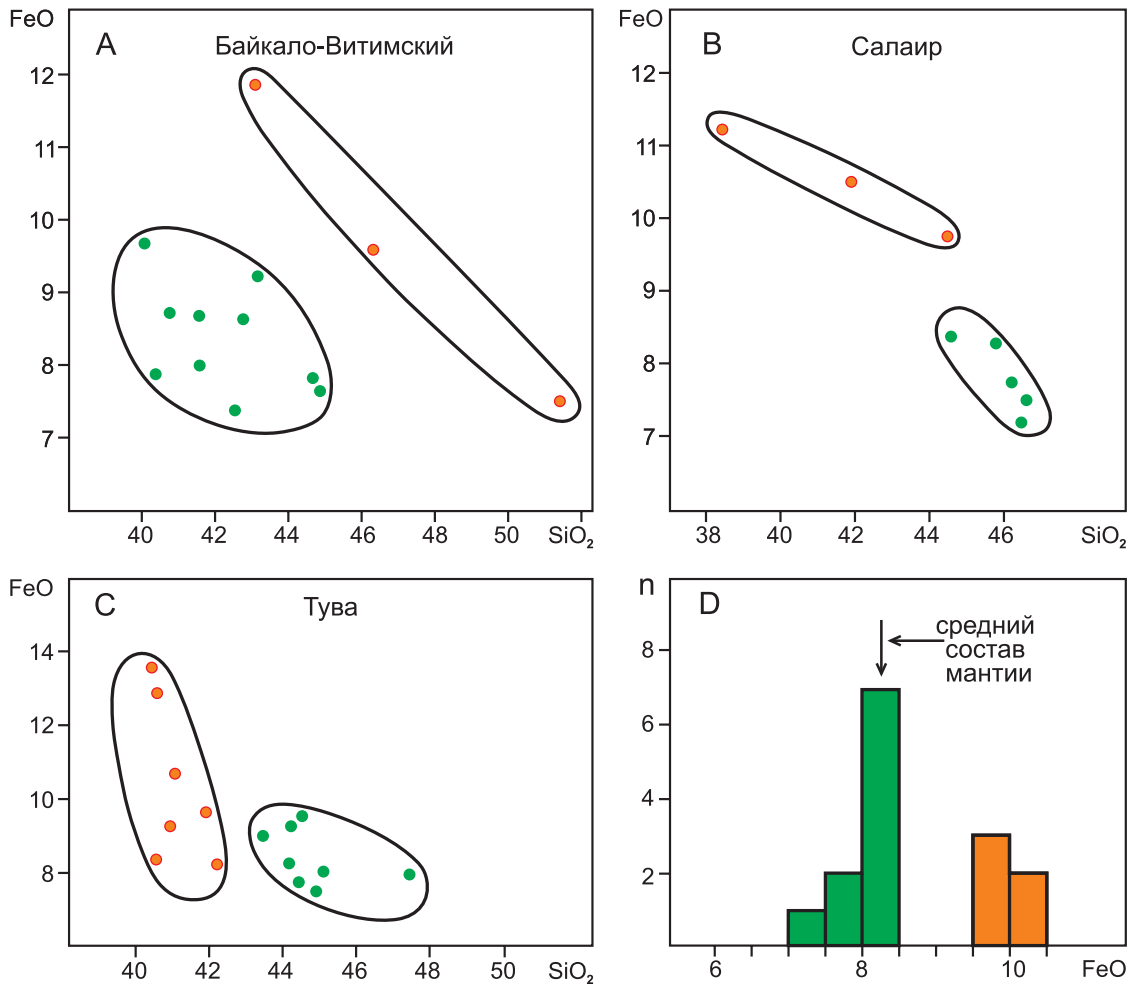 FeO
A
Байкало-Витимский
12
11
10
9
8
7
40 42 44 46 48 50 SiO₂
FeO
B
Салаир
12
11
10
9
8
7
38 40 42 44 46 SiO₂
FeO
C
Тува
14
12
10
8
40 42 44 46 48 50 SiO₂
n
D
средний
состав
мантии
8
6
4
2
6 8 10 FeO